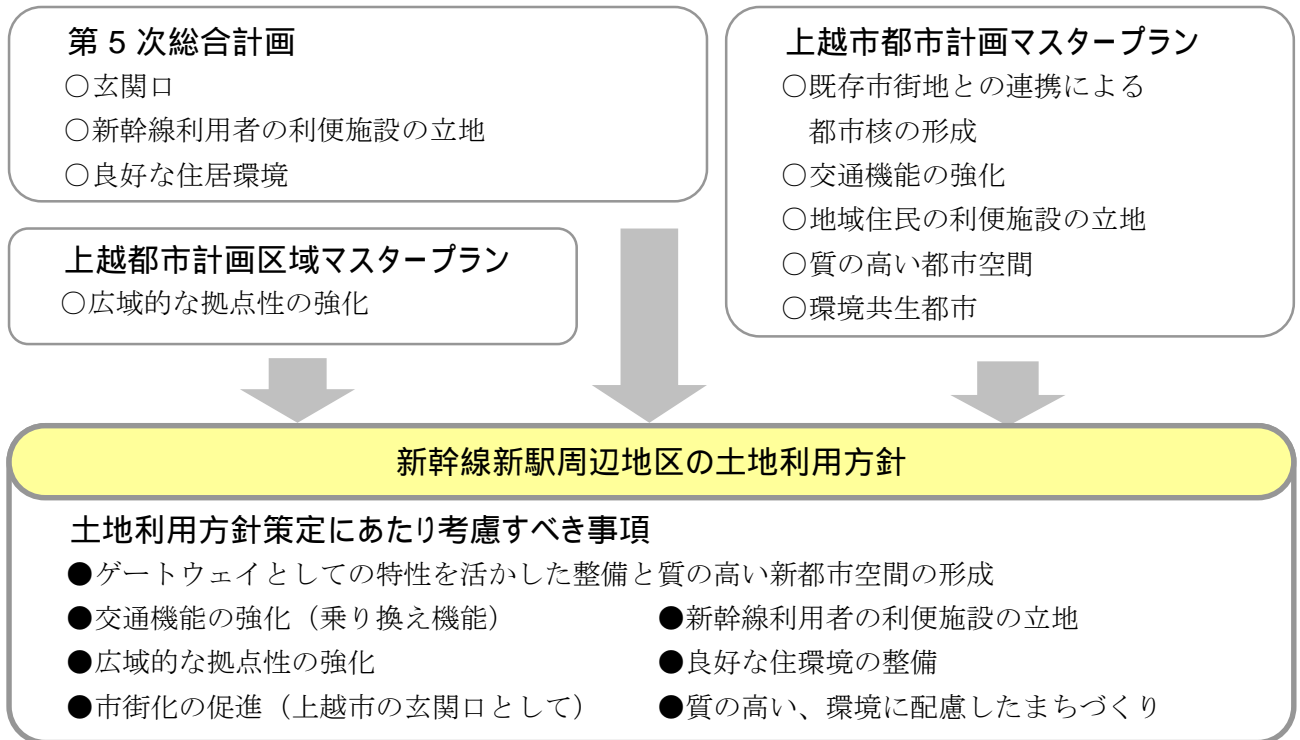 第 5 次総合計画
○玄関口
○新幹線利用者の利便施設の立地
○良好な住居環境
上越都市計画区域マスタープラン
○広域的な拠点性の強化
上越市都市計画マスタープラン
○既存市街地との連携による
都市核の形成
○交通機能の強化
○地域住民の利便施設の立地
○質の高い都市空間
○環境共生都市
新幹線新駅周辺地区の土地利用方針
土地利用方針策定にあたり考慮すべき事項
●ゲートウェイとしての特性を活かした整備と質の高い新都市空間の形成
●交通機能の強化（乗り換え機能） ●新幹線利用者の利便施設の立地
●広域的な拠点性の強化 ●良好な住環境の整備
●市街化の促進（上越市の玄関口として） ●質の高い、環境に配慮したまちづくり